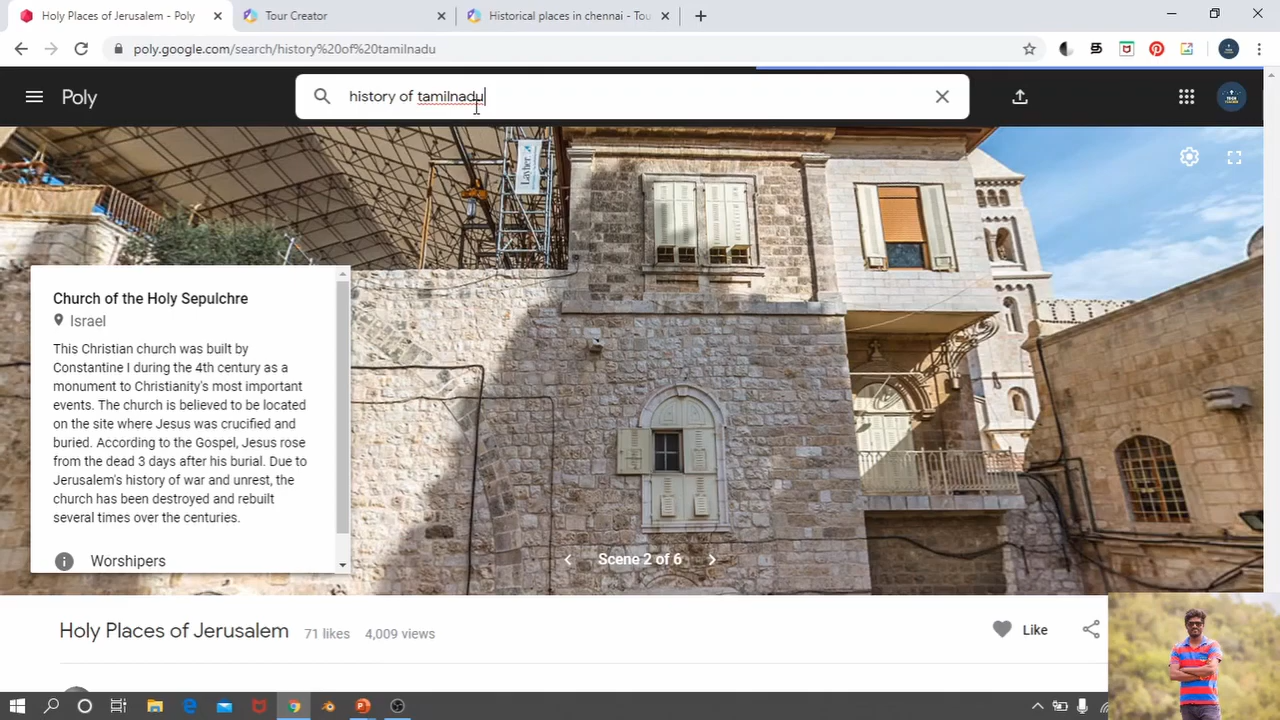 Holy Places of Jerusalem - Poly
Tour Creator
Historical places in chennai - Tou
poly.google.com/search/history%20of%20tamilnadu
Poly
history of tamilnadu
Layher.
Church of the Holy Sepulchre
Israel
This Christian church was built by
Constantine I during the 4th century as a
monument to Christianity's most important
events. The church is believed to be located
on the site where Jesus was crucified and
buried. According to the Gospel, Jesus rose
from the dead 3 days after his burial. Due to
Jerusalem's history of war and unrest, the
church has been destroyed and rebuilt
several times over the centuries.
Worshipers
Scene 2 of 6
Holy Places of Jerusalem 71 likes 4,009 views
Like